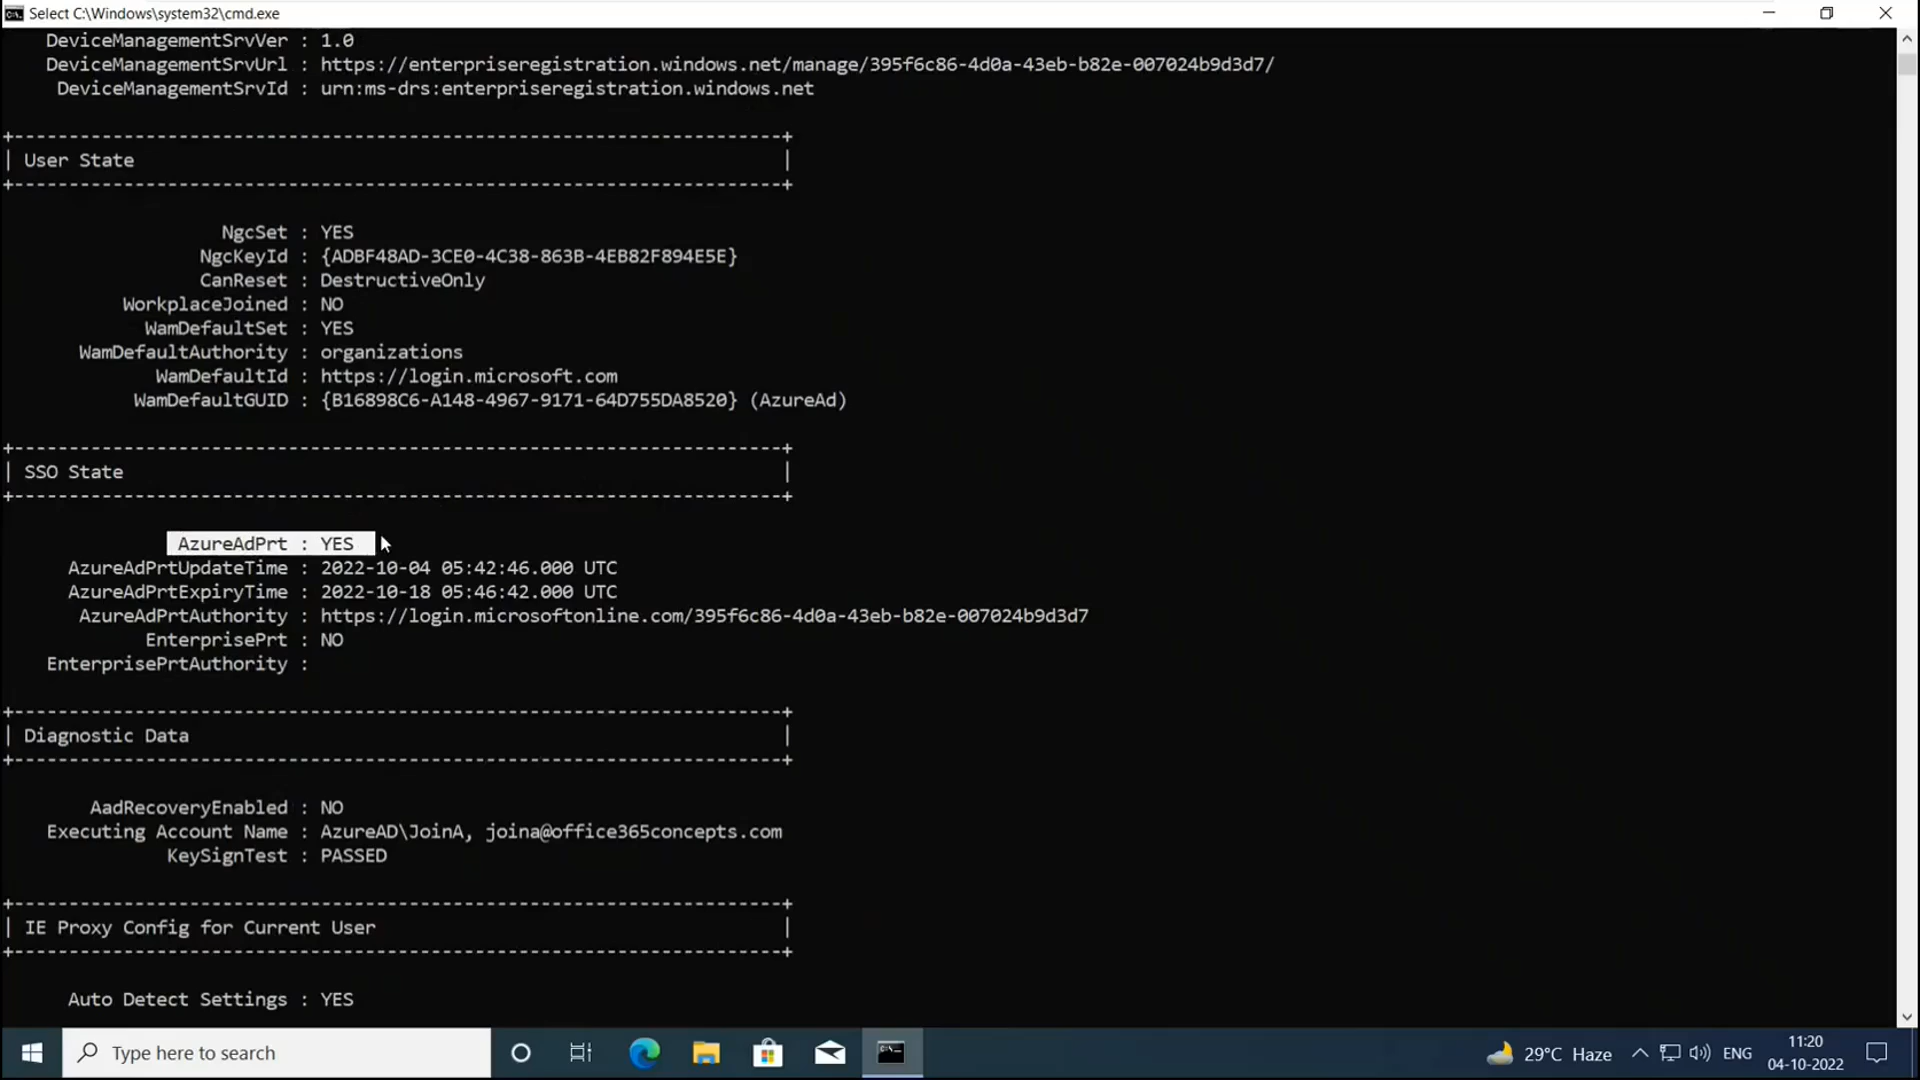 Select C:\Windows\system32\cmd.exe
DeviceManagementSrvVer : 1.0
DeviceManagementSrvUrl : https://enterpriseregistration.windows.net/manage/395f6c86-4d0a-43eb-b82e-007024b9d3d7/
DeviceManagementSrvId : urn:ms-drs:enterpriseregistration.windows.net
+----------------------------------------------------------------------+
| User State                                                           |
+----------------------------------------------------------------------+
NgcSet : YES
NgcKeyId : {ADBF48AD-3CE0-4C38-863B-4EB82F894E5E}
CanReset : DestructiveOnly
WorkplaceJoined : NO
WamDefaultSet : YES
WamDefaultAuthority : organizations
WamDefaultId : https://login.microsoft.com
WamDefaultGUID : {B16898C6-A148-4967-9171-64D755DA8520} (AzureAd)
+----------------------------------------------------------------------+
| SSO State                                                            |
+----------------------------------------------------------------------+
AzureAdPrt : YES
AzureAdPrtUpdateTime : 2022-10-04 05:42:46.000 UTC
AzureAdPrtExpiryTime : 2022-10-18 05:46:42.000 UTC
AzureAdPrtAuthority : https://login.microsoftonline.com/395f6c86-4d0a-43eb-b82e-007024b9d3d7
EnterprisePrt : NO
EnterprisePrtAuthority :
+----------------------------------------------------------------------+
| Diagnostic Data                                                      |
+----------------------------------------------------------------------+
AadRecoveryEnabled : NO
Executing Account Name : AzureAD\JoinA, joina@office365concepts.com
KeySignTest : PASSED
+----------------------------------------------------------------------+
| IE Proxy Config for Current User                                     |
+----------------------------------------------------------------------+
Auto Detect Settings : YES
Type here to search
29°C Haze
ENG
11:20
04-10-2022